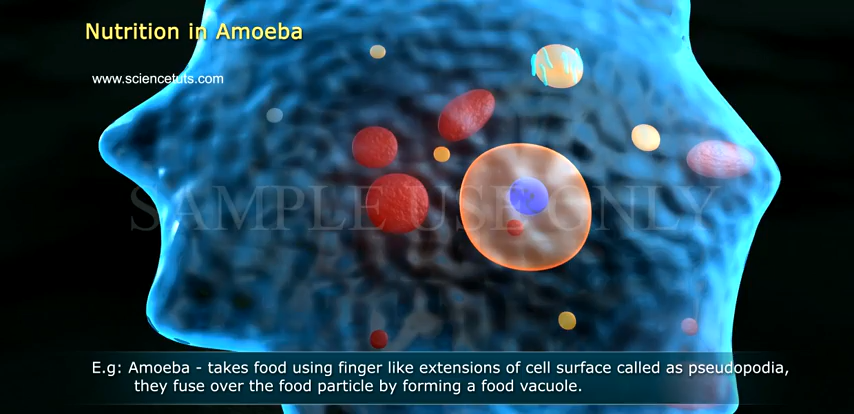 Nutrition in Amoeba
www.sciencetuts.com
SAMPLE USE ONLY
E.g: Amoeba - takes food using finger like extensions of cell surface called as pseudopodia,
they fuse over the food particle by forming a food vacuole.